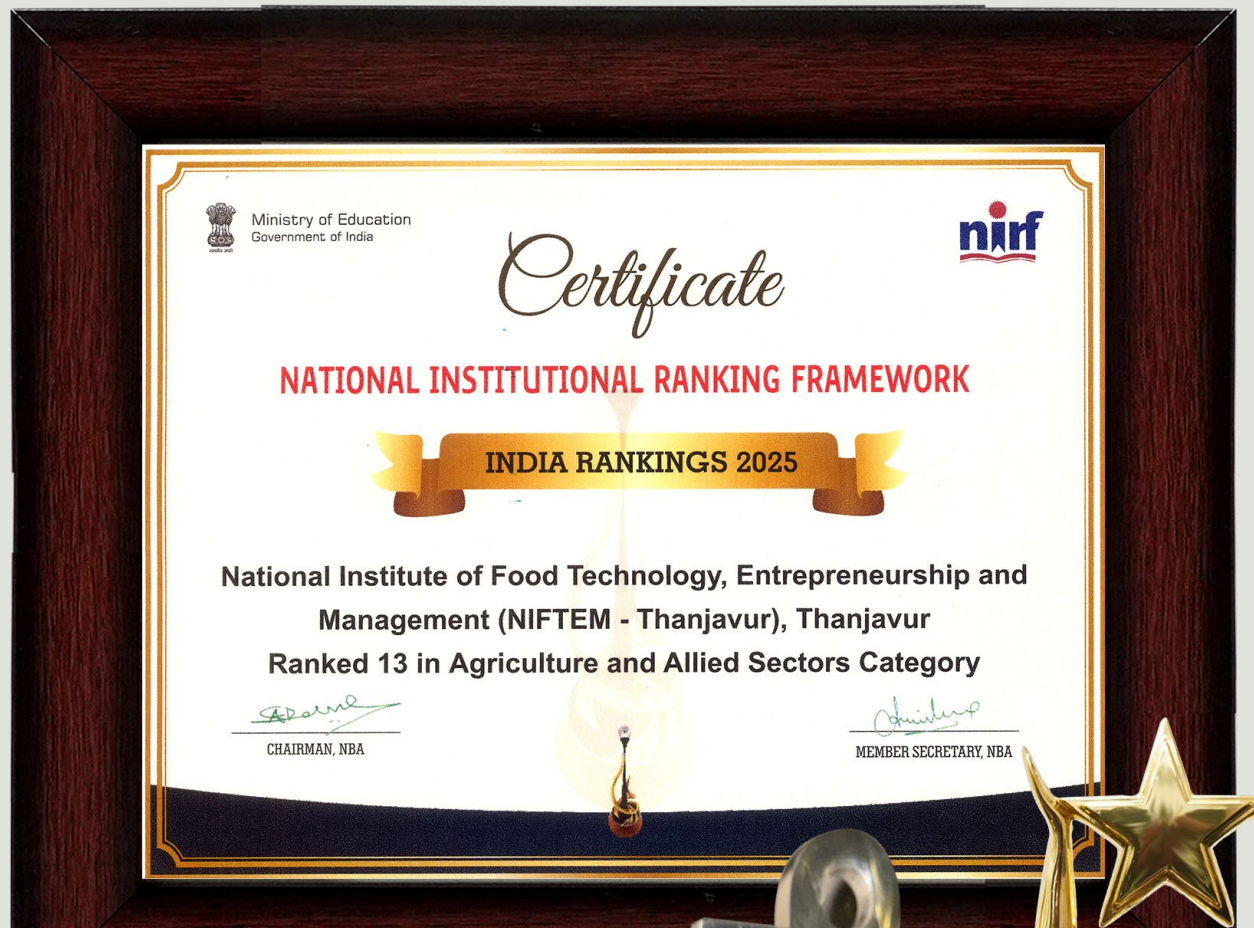 Ministry of Education
Government of India
nirf
Certificate
NATIONAL INSTITUTIONAL RANKING FRAMEWORK
INDIA RANKINGS 2025
National Institute of Food Technology, Entrepreneurship and
Management (NIFTEM - Thanjavur), Thanjavur
Ranked 13 in Agriculture and Allied Sectors Category
CHAIRMAN, NBA
MEMBER SECRETARY, NBA